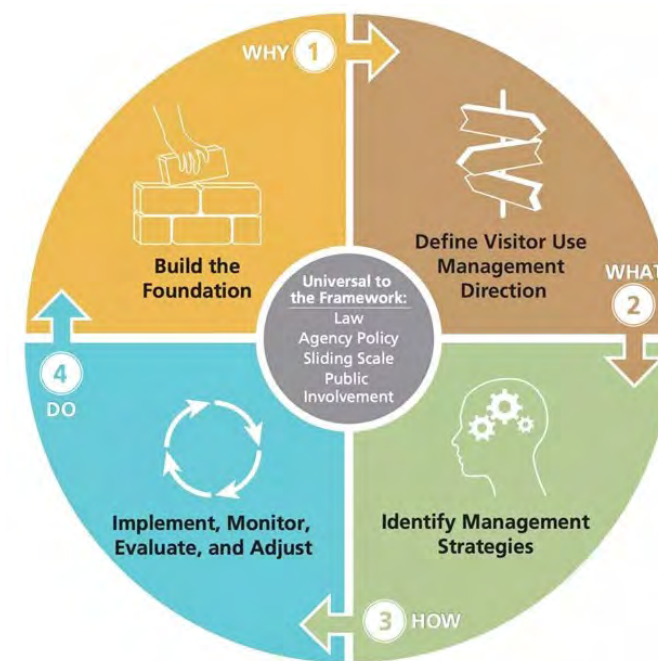 WHY 1
Build the
Foundation
Define Visitor Use
Management
Direction
WHAT
2
Universal to
the Framework:
Law
Agency Policy
Sliding Scale
Public
Involvement
4
DO
Implement, Monitor,
Evaluate, and Adjust
Identify Management
Strategies
3 HOW